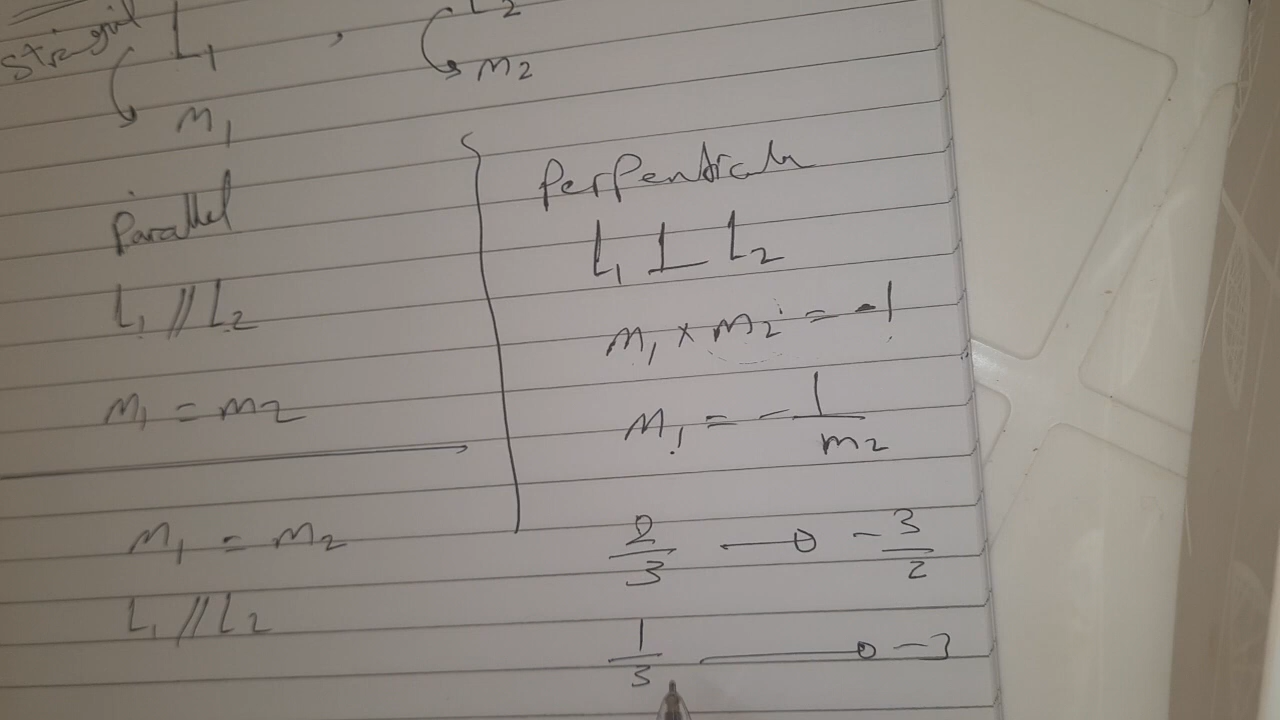 Straight L1 , L2
m1 m2
Parallel
L1 // L2
m1 = m2
m1 = m2
L1 // L2
Perpendicular
L1 ⊥ L2
m1 × m2 = -1
m1 = - 1/m2
2/3 → - 3/2
1/3 → -3